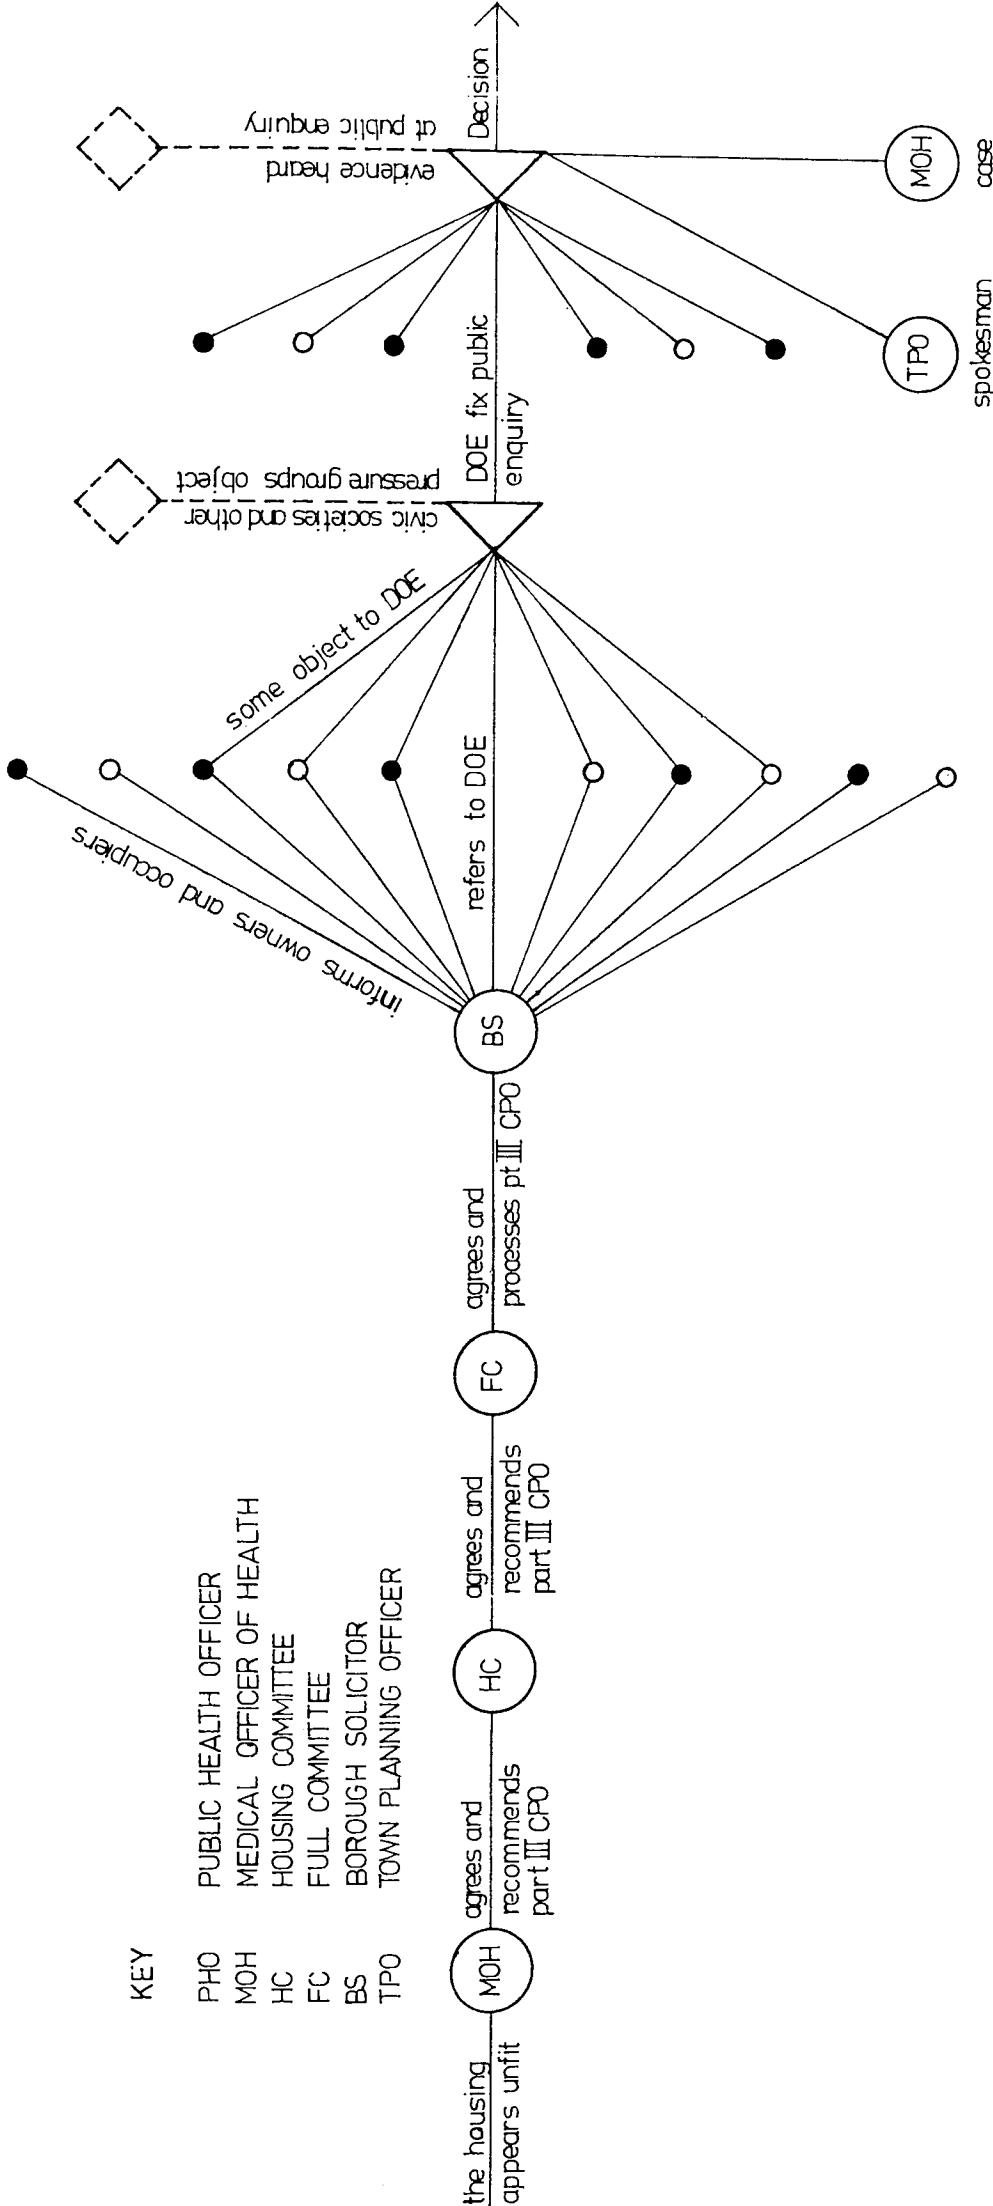 KEY
PHO PUBLIC HEALTH OFFICER
MOH MEDICAL OFFICER OF HEALTH
HC HOUSING COMMITTEE
FC FULL COMMITTEE
BS BOROUGH SOLICITOR
TPO TOWN PLANNING OFFICER
the housing
appears unfit
MOH
agrees and
recommends
part III CPO
HC
agrees and
recommends
part III CPO
FC
agrees and
processes pt III CPO
BS
informs owners and occupiers
refers to DOE
some object to DOE
civic societies and other
pressure groups object
DOE fix public
enquiry
evidence heard
at public enquiry
Decision
TPO
spokesman
MOH
case